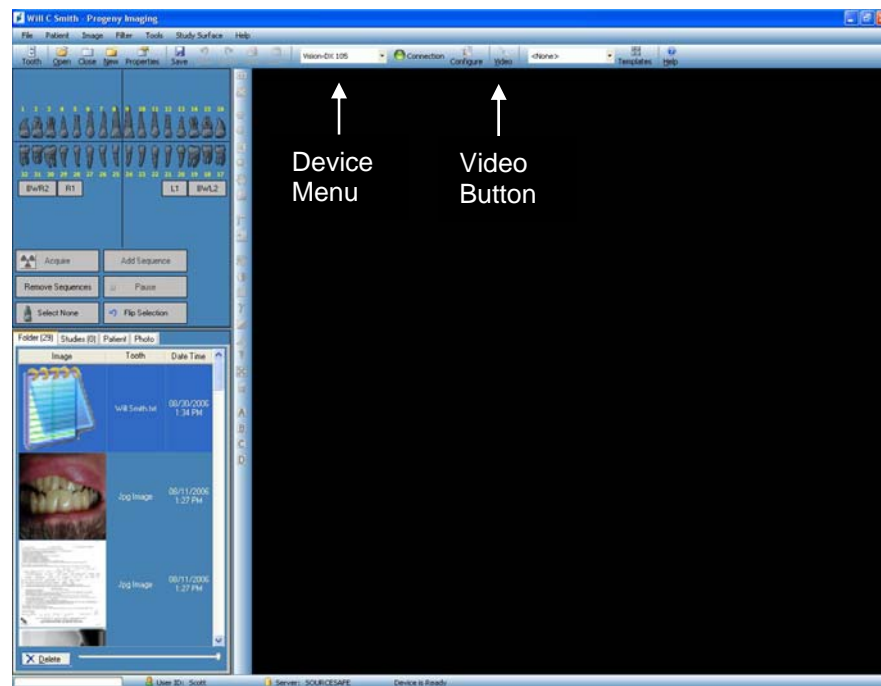 Will C Smith - Progeny Imaging
File Patient Image Filter Tools Study Surface Help
Tooth Open Close New Properties Save Vision-DX 105 Connection Configure Video <None> Templates Help
Device
Menu
Video
Button
1 2 3 4 5 6 7 8 9 10 11 12 13 14 15 16
32 31 30 29 28 27 26 25 24 23 22 21 20 19 18 17
BWR2 R1 L1 BWL2
Acquire Add Sequence
Remove Sequences Pause
Select None Flip Selection
Folder (29) Studies (0) Patient Photo
Image Tooth Date Time
Will Smith.txt 08/30/2006
1:34 PM
Jpg Image 08/11/2006
1:27 PM
Jpg Image 08/11/2006
1:27 PM
A
B
C
D
Delete
User ID: Scott Server: SOURCESAFE Device is Ready